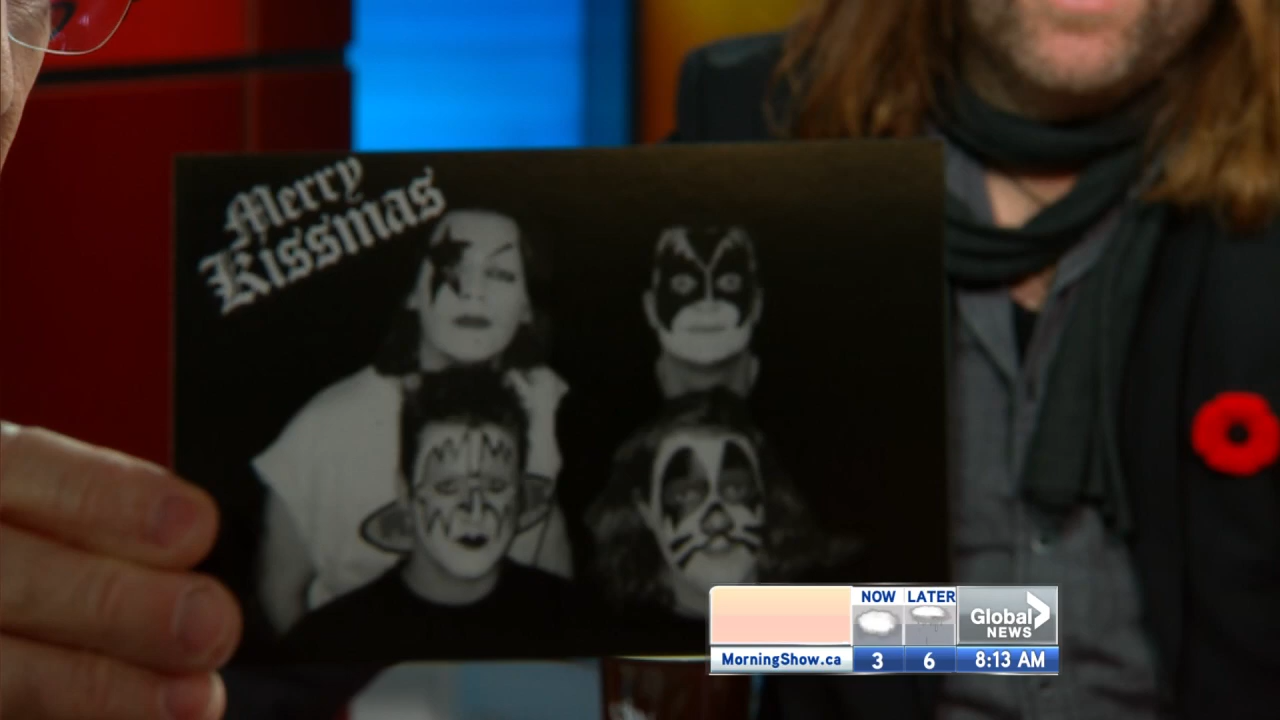 Merry
Kissmas
NOW LATER
Global
NEWS
MorningShow.ca 3 6 8:13 AM